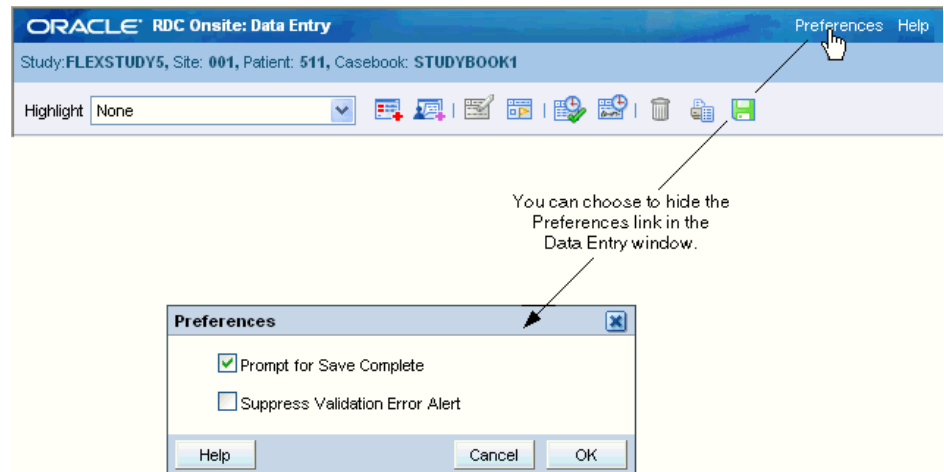 ORACLE RDC Onsite: Data Entry
Preferences Help
Study:FLEXSTUDY5, Site: 001, Patient: 511, Casebook: STUDYBOOK1
Highlight None
You can choose to hide the
Preferences link in the
Data Entry window.
Preferences
Prompt for Save Complete
Suppress Validation Error Alert
Help Cancel OK